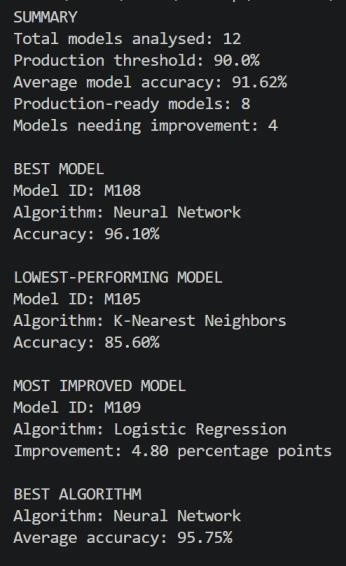 SUMMARY
Total models analysed: 12
Production threshold: 90.0%
Average model accuracy: 91.62%
Production-ready models: 8
Models needing improvement: 4
BEST MODEL
Model ID: M108
Algorithm: Neural Network
Accuracy: 96.10%
LOWEST-PERFORMING MODEL
Model ID: M105
Algorithm: K-Nearest Neighbors
Accuracy: 85.60%
MOST IMPROVED MODEL
Model ID: M109
Algorithm: Logistic Regression
Improvement: 4.80 percentage points
BEST ALGORITHM
Algorithm: Neural Network
Average accuracy: 95.75%